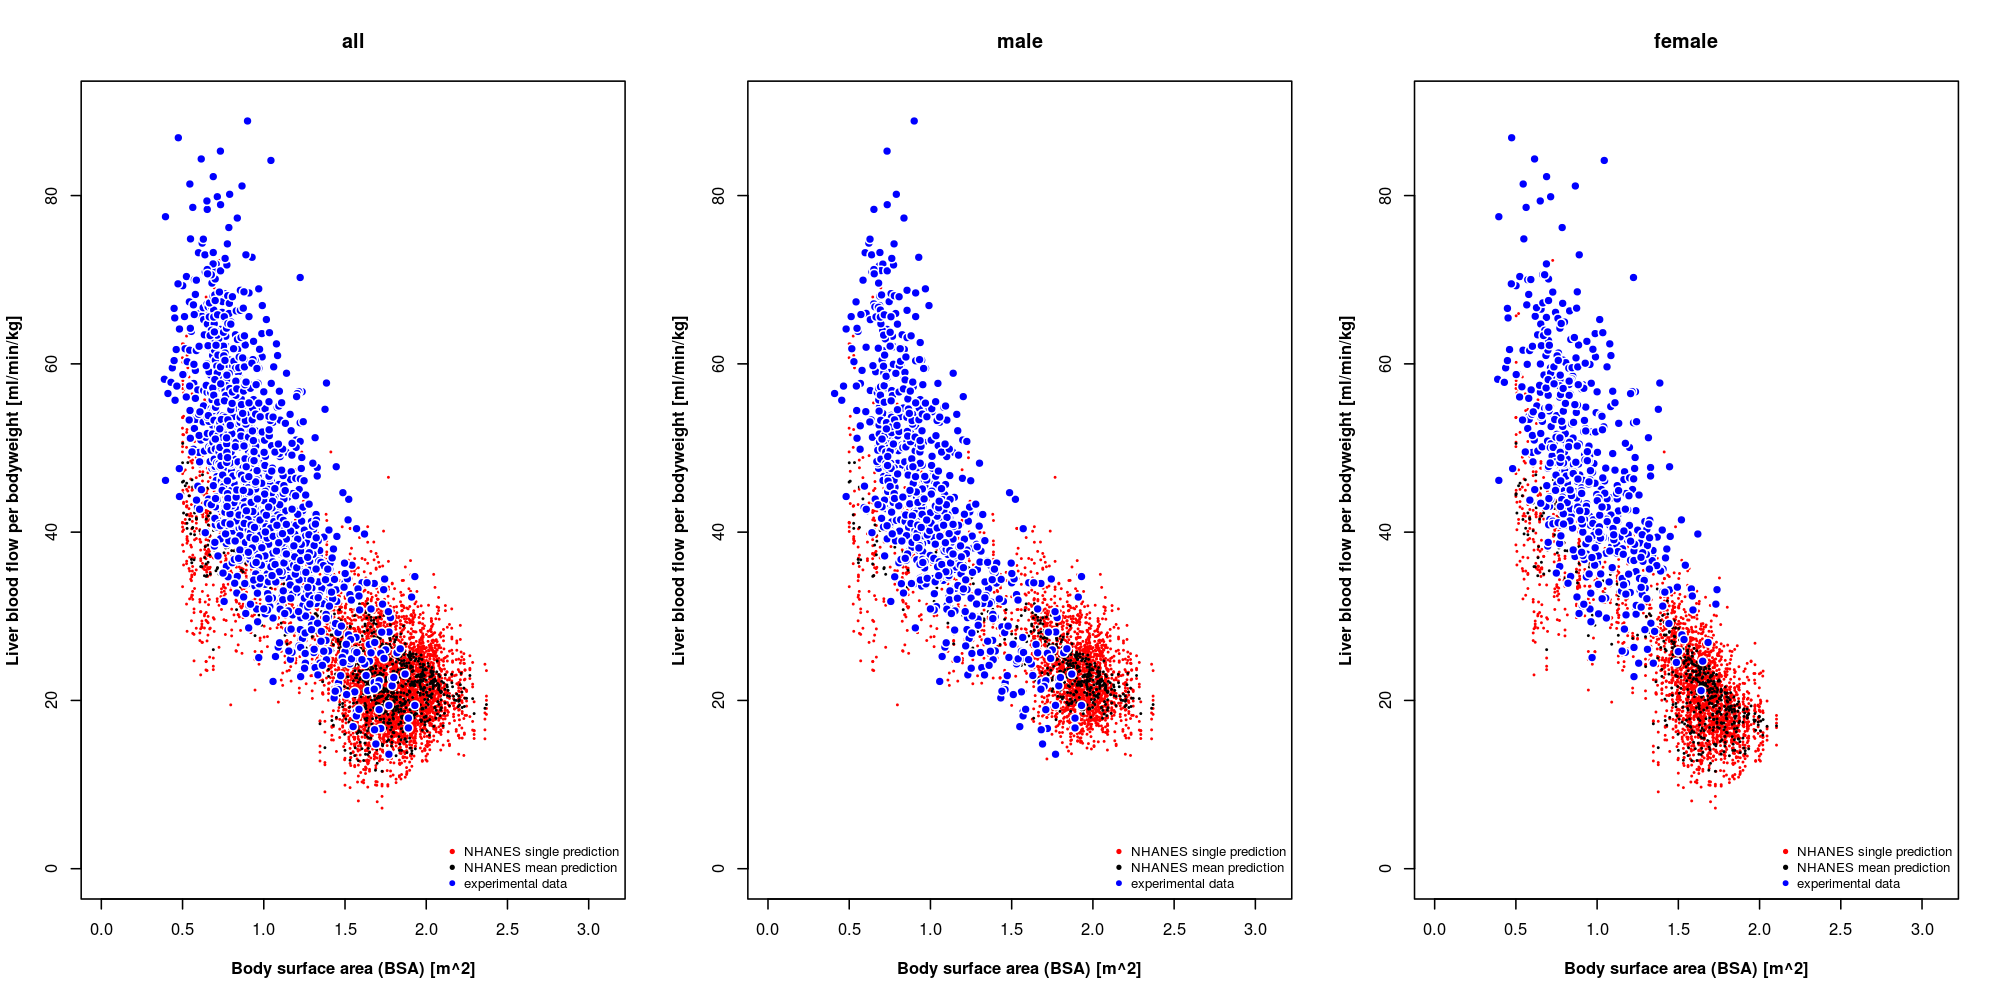 all
male
female
Liver blood flow per bodyweight [ml/min/kg]
80
60
40
20
0
NHANES single prediction
NHANES mean prediction
experimental data
0.0 0.5 1.0 1.5 2.0 2.5 3.0
Body surface area (BSA) [m^2]
Liver blood flow per bodyweight [ml/min/kg]
80
60
40
20
0
NHANES single prediction
NHANES mean prediction
experimental data
0.0 0.5 1.0 1.5 2.0 2.5 3.0
Body surface area (BSA) [m^2]
Liver blood flow per bodyweight [ml/min/kg]
80
60
40
20
0
NHANES single prediction
NHANES mean prediction
experimental data
0.0 0.5 1.0 1.5 2.0 2.5 3.0
Body surface area (BSA) [m^2]